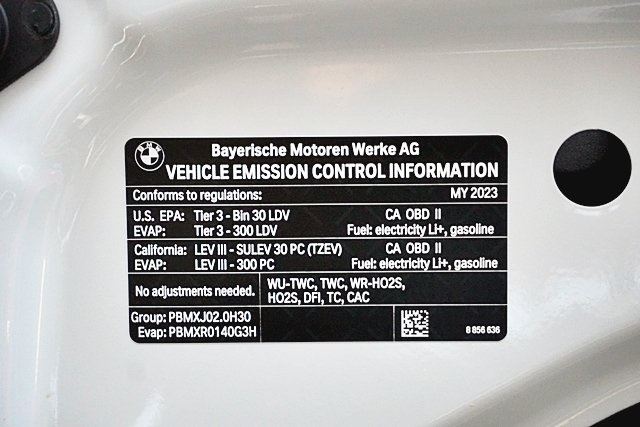 BMW
Bayerische Motoren Werke AG
VEHICLE EMISSION CONTROL INFORMATION
Conforms to regulations: MY 2023
U.S. EPA: Tier 3 - Bin 30 LDV CA OBD II
EVAP: Tier 3 - 300 LDV Fuel: electricity Li+, gasoline
California: LEV III - SULEV 30 PC (TZEV) CA OBD II
EVAP: LEV III - 300 PC Fuel: electricity Li+, gasoline
No adjustments needed. WU-TWC, TWC, WR-HO2S,
HO2S, DFI, TC, CAC
Group: PBMXJ02.0H30
Evap: PBMXR0140G3H 8 856 636